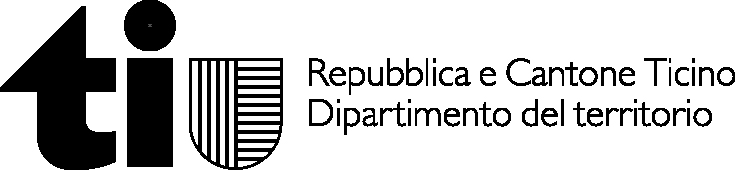 ti
Repubblica e Cantone Ticino
Dipartimento del territorio